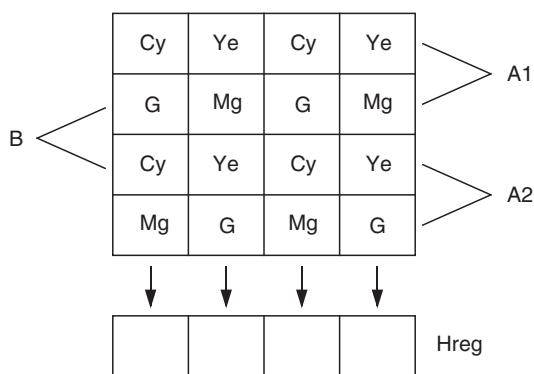 Cy Ye Cy Ye
A1
G Mg G Mg
B
Cy Ye Cy Ye
A2
Mg G Mg G
Hreg